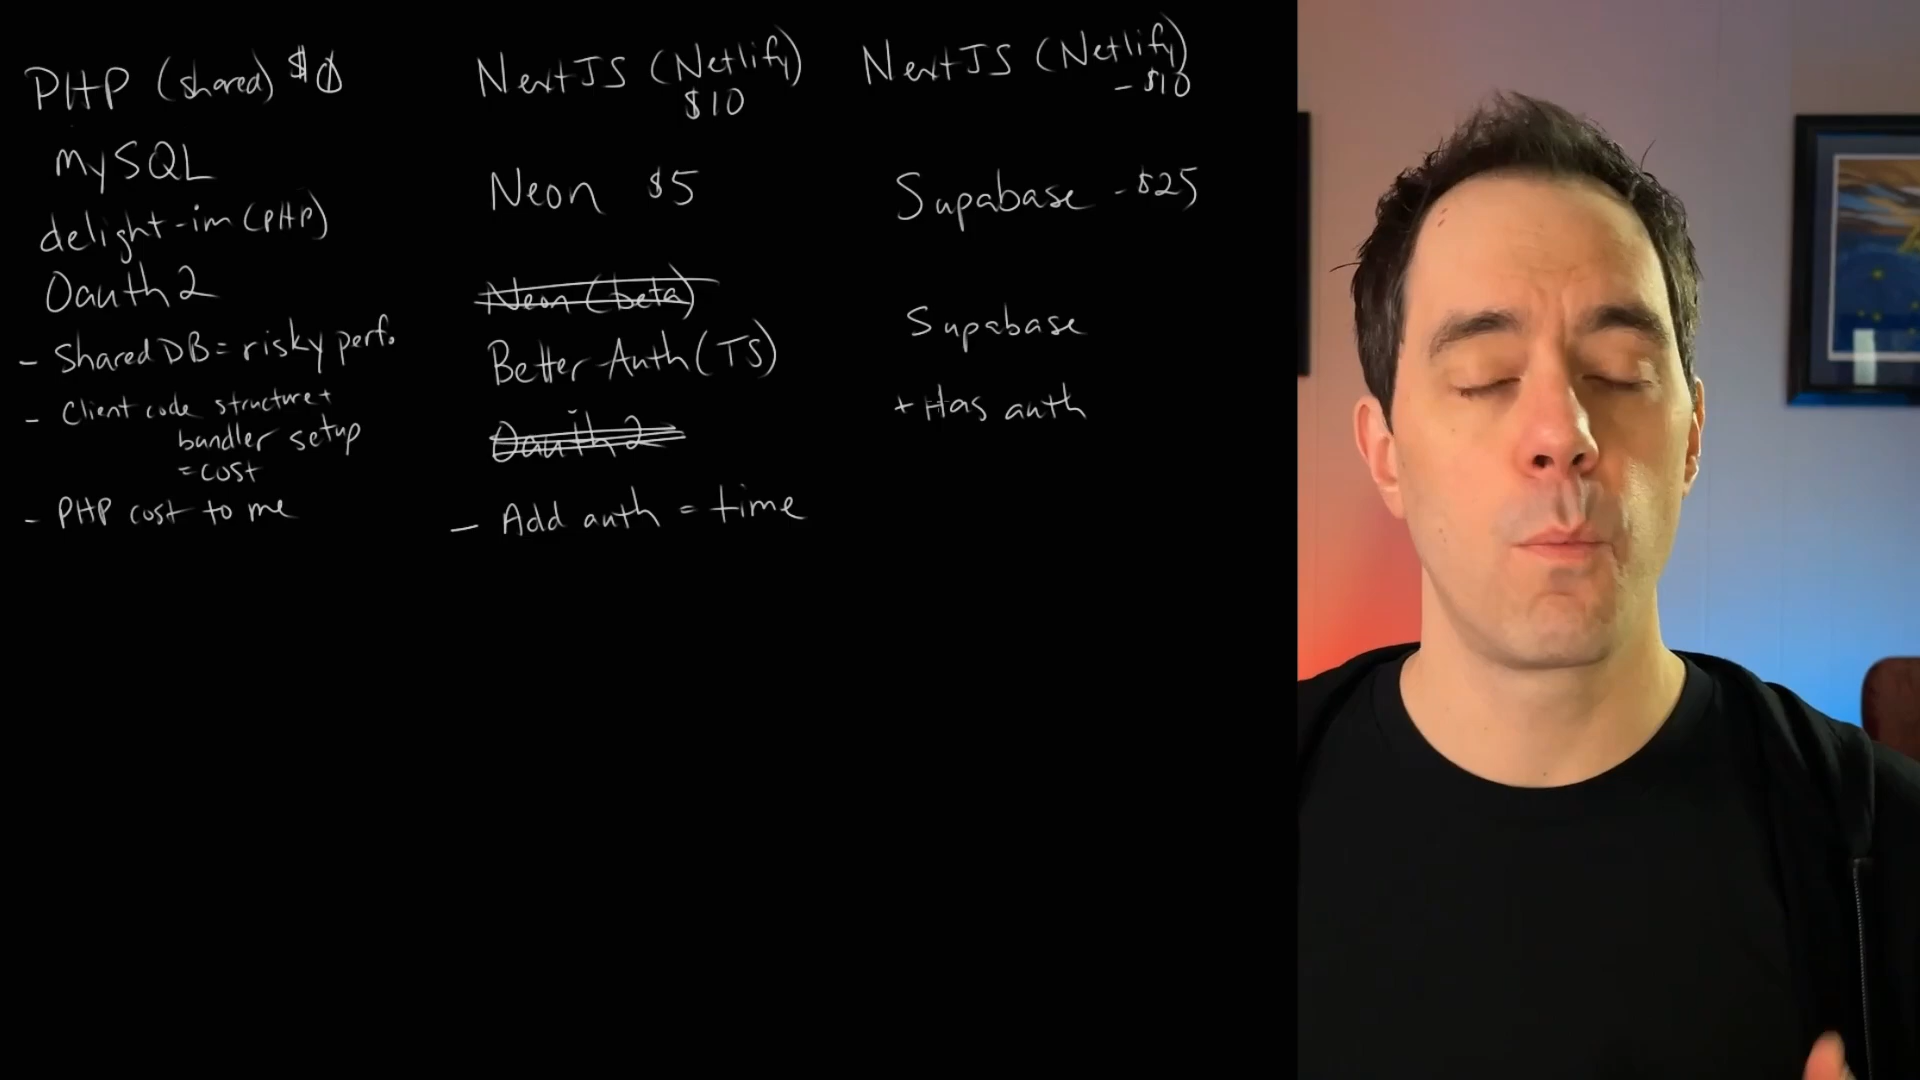 PHP (shared) $0
mySQL
delight-im (PHP)
Oauth2
- Shared DB = risky perf.
- Client code structure +
bundler setup
= cost
- PHP cost to me
NextJS (Netlify)
$10
Neon $5
Neon (beta)
Better Auth (TS)
Oauth 2
- Add auth = time
NextJS (Netlify)
- $10
Supabase - $25
Supabase
+ Has auth